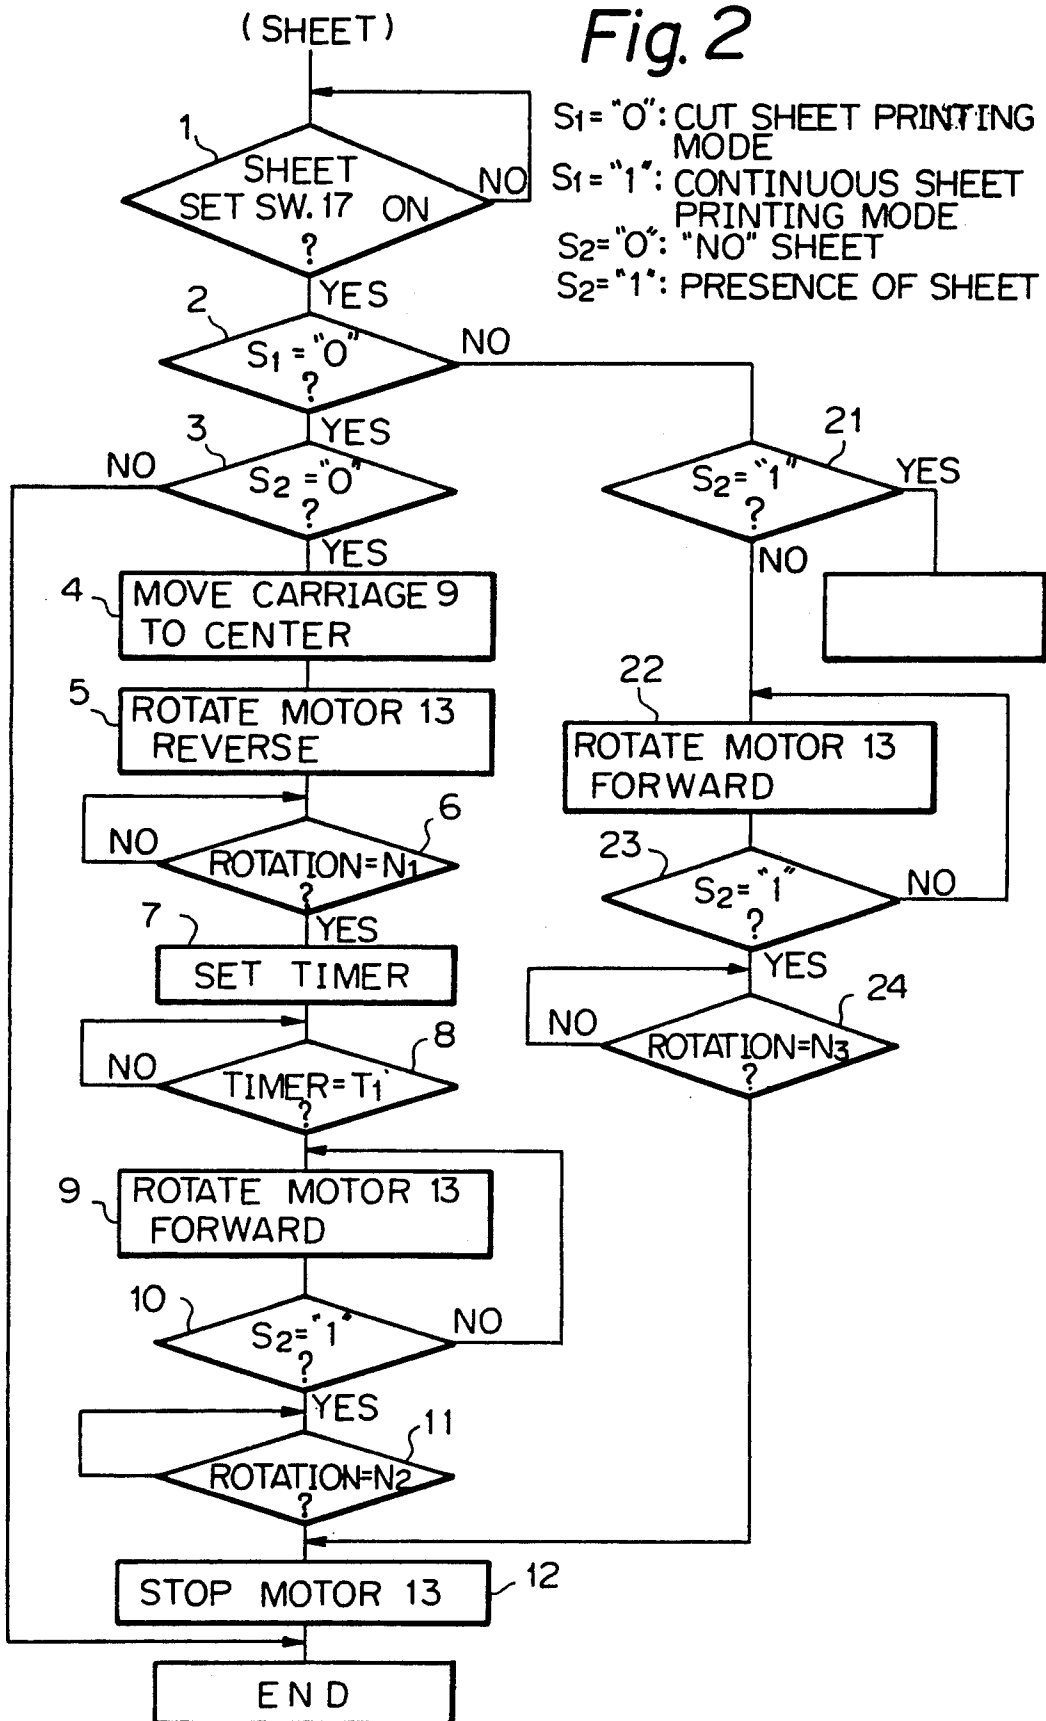 (SHEET)
Fig. 2
S1="0": CUT SHEET PRINTING
MODE
S1="1": CONTINUOUS SHEET
PRINTING MODE
S2="0": "NO" SHEET
S2="1": PRESENCE OF SHEET
1
SHEET
SET SW. 17 ON
?
NO
YES
2
S1="0"
?
NO
YES
3
S2="0"
?
NO
YES
21
S2="1"
?
YES
NO
4
MOVE CARRIAGE 9
TO CENTER
5
ROTATE MOTOR 13
REVERSE
6
ROTATION=N1
?
NO
YES
7
SET TIMER
8
TIMER=T1
?
NO
9
ROTATE MOTOR 13
FORWARD
10
S2="1"
?
NO
YES
11
ROTATION=N2
?
22
ROTATE MOTOR 13
FORWARD
23
S2="1"
?
NO
YES
24
ROTATION=N3
?
NO
12
STOP MOTOR 13
END